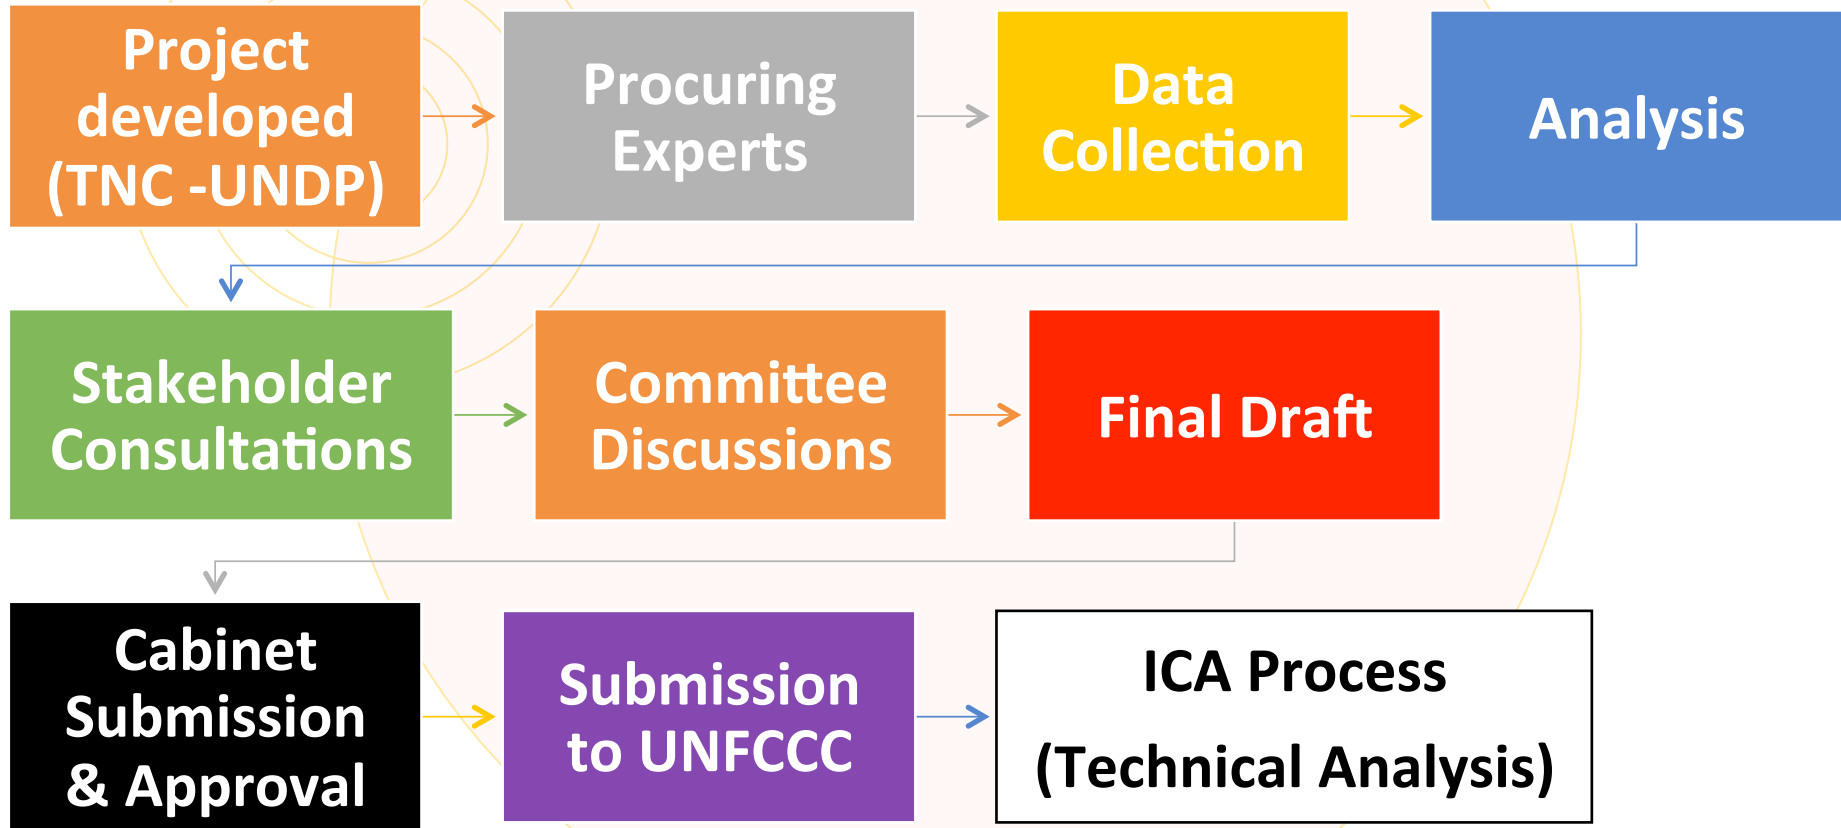 Project
developed
(TNC -UNDP)
Procuring
Experts
Data
Collection
Analysis
Stakeholder
Consultations
Committee
Discussions
Final Draft
Cabinet
Submission
& Approval
Submission
to UNFCCC
ICA Process
(Technical Analysis)